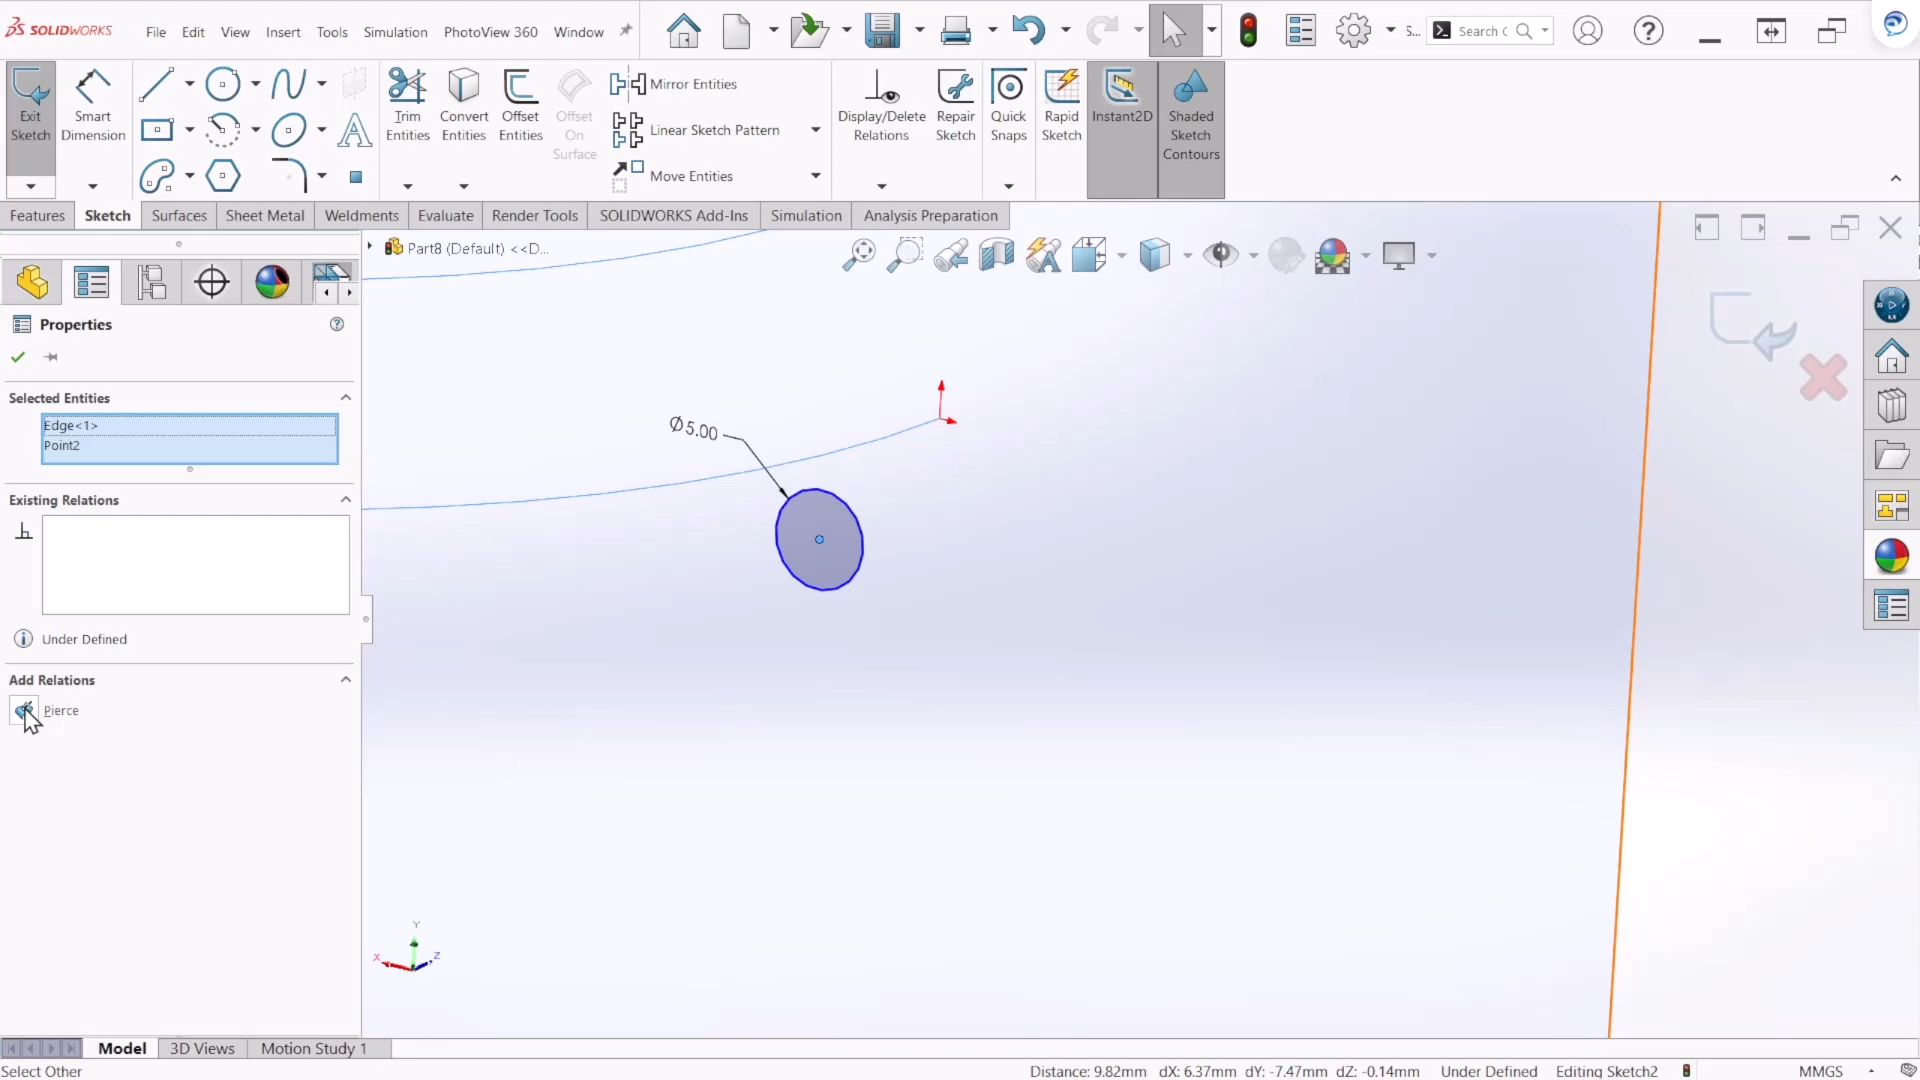 SOLIDWORKS
File Edit View Insert Tools Simulation PhotoView 360 Window
S... Search C
Exit Sketch
Smart Dimension
Trim Entities
Convert Entities
Offset Entities
Offset On Surface
Mirror Entities
Linear Sketch Pattern
Move Entities
Display/Delete Relations
Repair Sketch
Quick Snaps
Rapid Sketch
Instant2D
Shaded Sketch Contours
Features Sketch Surfaces Sheet Metal Weldments Evaluate Render Tools SOLIDWORKS Add-Ins Simulation Analysis Preparation
Part8 (Default) <<D...
Properties
Selected Entities
Edge<1>
Point2
Existing Relations
Under Defined
Add Relations
Pierce
Ø5.00
Y
X
Z
Model 3D Views Motion Study 1
Select Other
Distance: 9.82mm dX: 6.37mm dY: -7.47mm dZ: -0.14mm Under Defined Editing Sketch2 MMGS